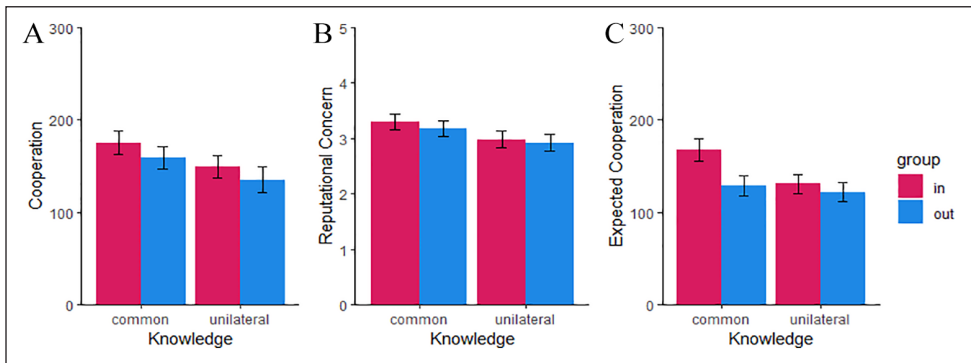 A
300
200
100
0
Cooperation
common unilateral
Knowledge
B
5
4
3
2
1
0
Reputational Concern
common unilateral
Knowledge
C
300
200
100
0
Expected Cooperation
common unilateral
Knowledge
group
in
out